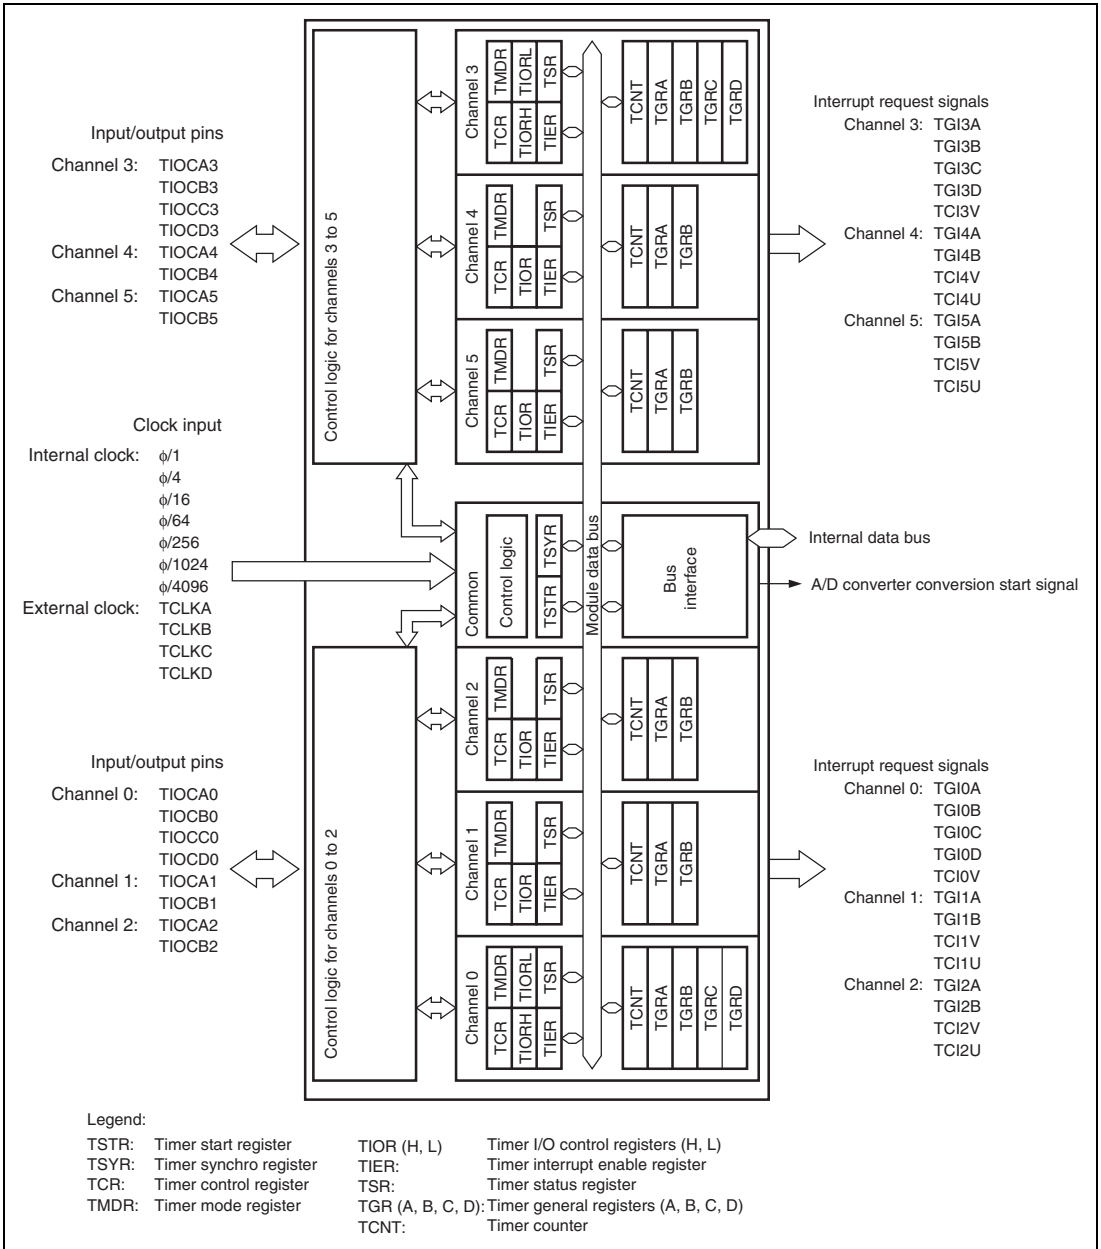 Input/output pins
Channel 3: TIOCA3
TIOCB3
TIOCC3
TIOCD3
Channel 4: TIOCA4
TIOCB4
Channel 5: TIOCA5
TIOCB5
Clock input
Internal clock: ϕ/1
ϕ/4
ϕ/16
ϕ/64
ϕ/256
ϕ/1024
ϕ/4096
External clock: TCLKA
TCLKB
TCLKC
TCLKD
Input/output pins
Channel 0: TIOCA0
TIOCB0
TIOCC0
TIOCD0
Channel 1: TIOCA1
TIOCB1
Channel 2: TIOCA2
TIOCB2
Control logic for channels 3 to 5
Control logic for channels 0 to 2
Channel 3
TMDR TIORL TSR
TCR TIORH TIER
TCNT TGRA TGRB TGRC TGRD
Channel 4
TMDR TSR
TCR TIOR TIER
TCNT TGRA TGRB
Channel 5
TMDR TSR
TCR TIOR TIER
TCNT TGRA TGRB
Common
Control logic
TSTR TSYR
Module data bus
Bus
interface
Channel 2
TMDR TSR
TCR TIOR TIER
TCNT TGRA TGRB
Channel 1
TMDR TSR
TCR TIOR TIER
TCNT TGRA TGRB
Channel 0
TMDR TIORL TSR
TCR TIORH TIER
TCNT TGRA TGRB TGRC TGRD
Interrupt request signals
Channel 3: TGI3A
TGI3B
TGI3C
TGI3D
TCI3V
Channel 4: TGI4A
TGI4B
TCI4V
TCI4U
Channel 5: TGI5A
TGI5B
TCI5V
TCI5U
Internal data bus
A/D converter conversion start signal
Interrupt request signals
Channel 0: TGI0A
TGI0B
TGI0C
TGI0D
TCI0V
Channel 1: TGI1A
TGI1B
TCI1V
TCI1U
Channel 2: TGI2A
TGI2B
TCI2V
TCI2U
Legend:
TSTR: Timer start register
TSYR: Timer synchro register
TCR: Timer control register
TMDR: Timer mode register
TIOR (H, L) Timer I/O control registers (H, L)
TIER: Timer interrupt enable register
TSR: Timer status register
TGR (A, B, C, D): Timer general registers (A, B, C, D)
TCNT: Timer counter